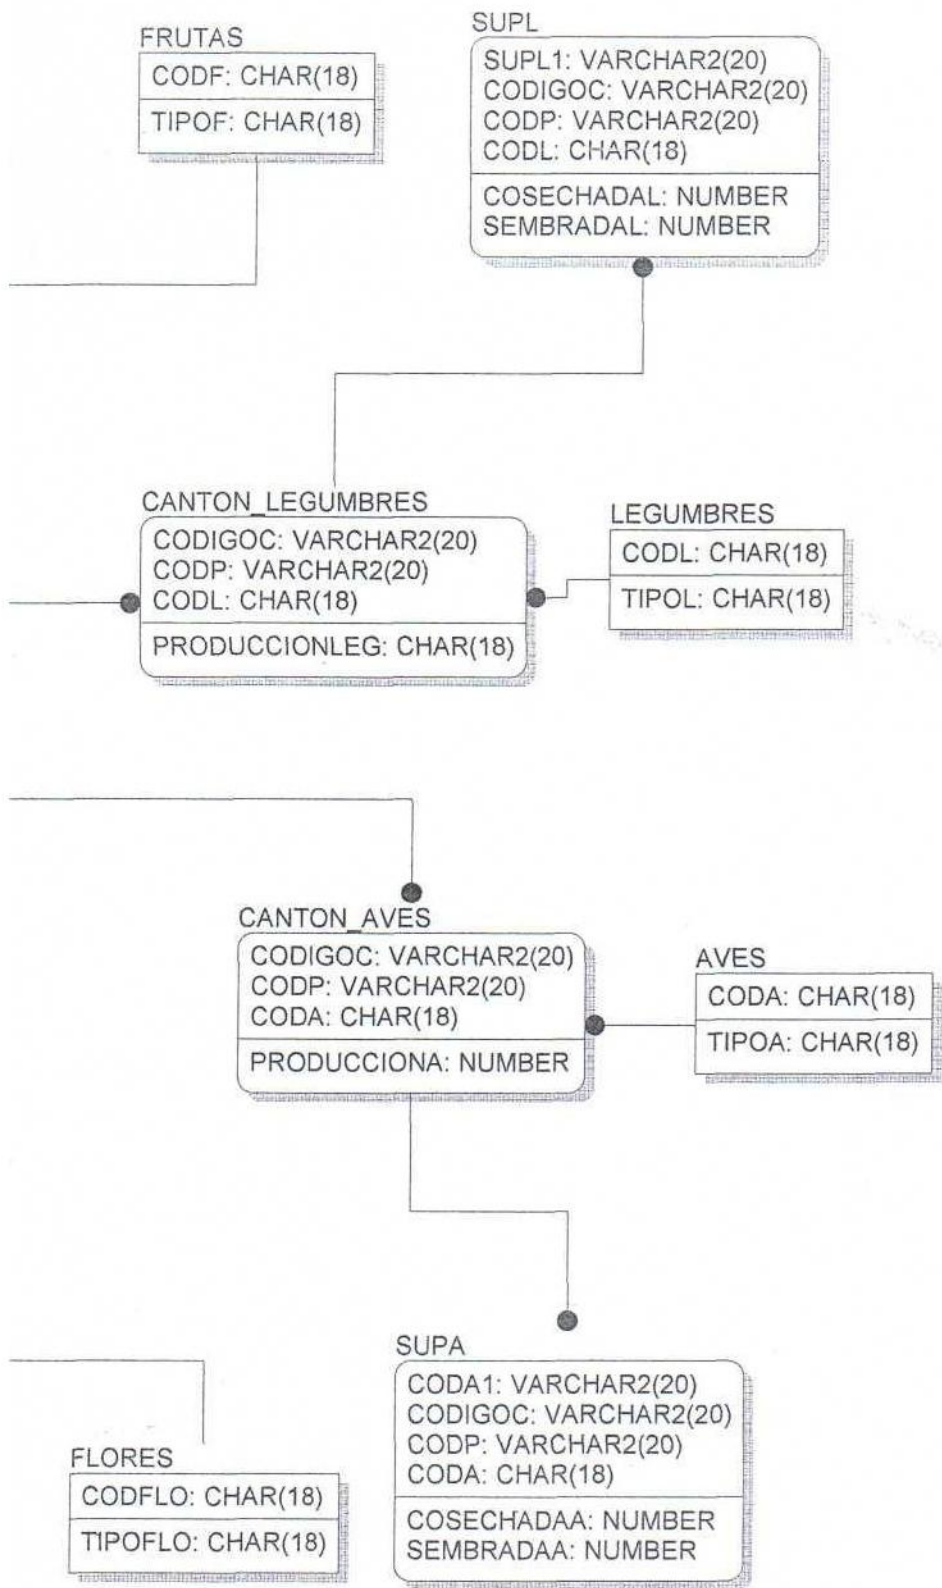 FRUTAS
CODF: CHAR(18)
TIPOF: CHAR(18)
SUPL
SUPL1: VARCHAR2(20)
CODIGOC: VARCHAR2(20)
CODP: VARCHAR2(20)
CODL: CHAR(18)
COSECHADAL: NUMBER
SEMBRADAL: NUMBER
CANTON_LEGUMBRES
CODIGOC: VARCHAR2(20)
CODP: VARCHAR2(20)
CODL: CHAR(18)
PRODUCCIONLEG: CHAR(18)
LEGUMBRES
CODL: CHAR(18)
TIPOL: CHAR(18)
CANTON_AVES
CODIGOC: VARCHAR2(20)
CODP: VARCHAR2(20)
CODA: CHAR(18)
PRODUCCIONA: NUMBER
AVES
CODA: CHAR(18)
TIPOA: CHAR(18)
SUPA
CODA1: VARCHAR2(20)
CODIGOC: VARCHAR2(20)
CODP: VARCHAR2(20)
CODA: CHAR(18)
COSECHADAA: NUMBER
SEMBRADAA: NUMBER
FLORES
CODFLO: CHAR(18)
TIPOFLO: CHAR(18)